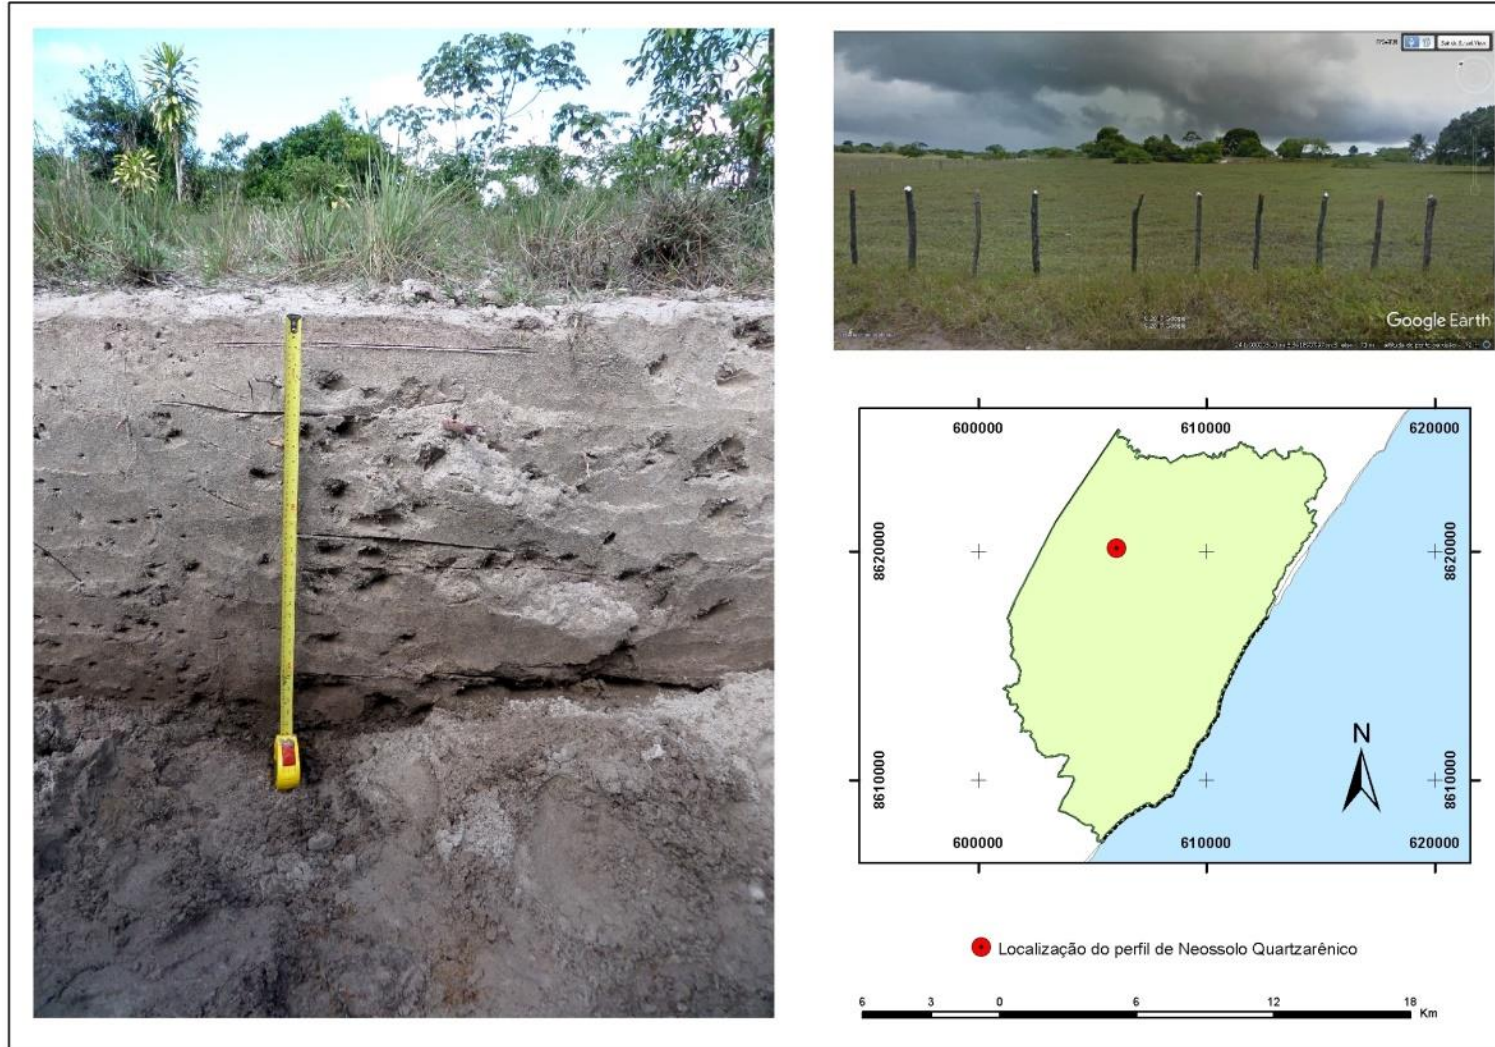 Google Earth
600000 610000 620000
8620000 8620000
8610000 8610000
N
600000 610000 620000
Localização do perfil de Neossolo Quartzarênico
6 3 0 6 12 18
Km